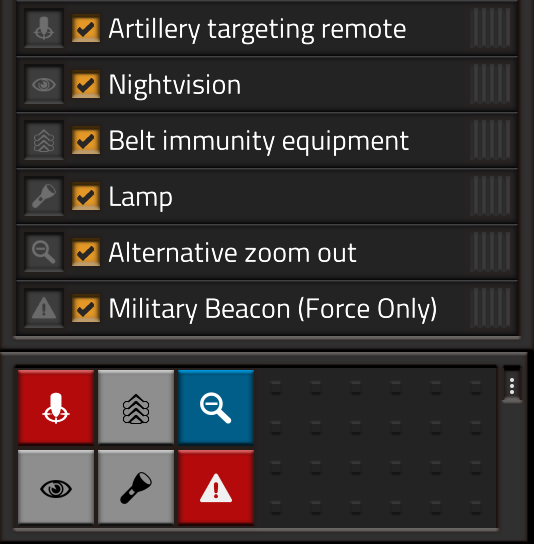 Artillery targeting remote
Nightvision
Belt immunity equipment
Lamp
Alternative zoom out
Military Beacon (Force Only)